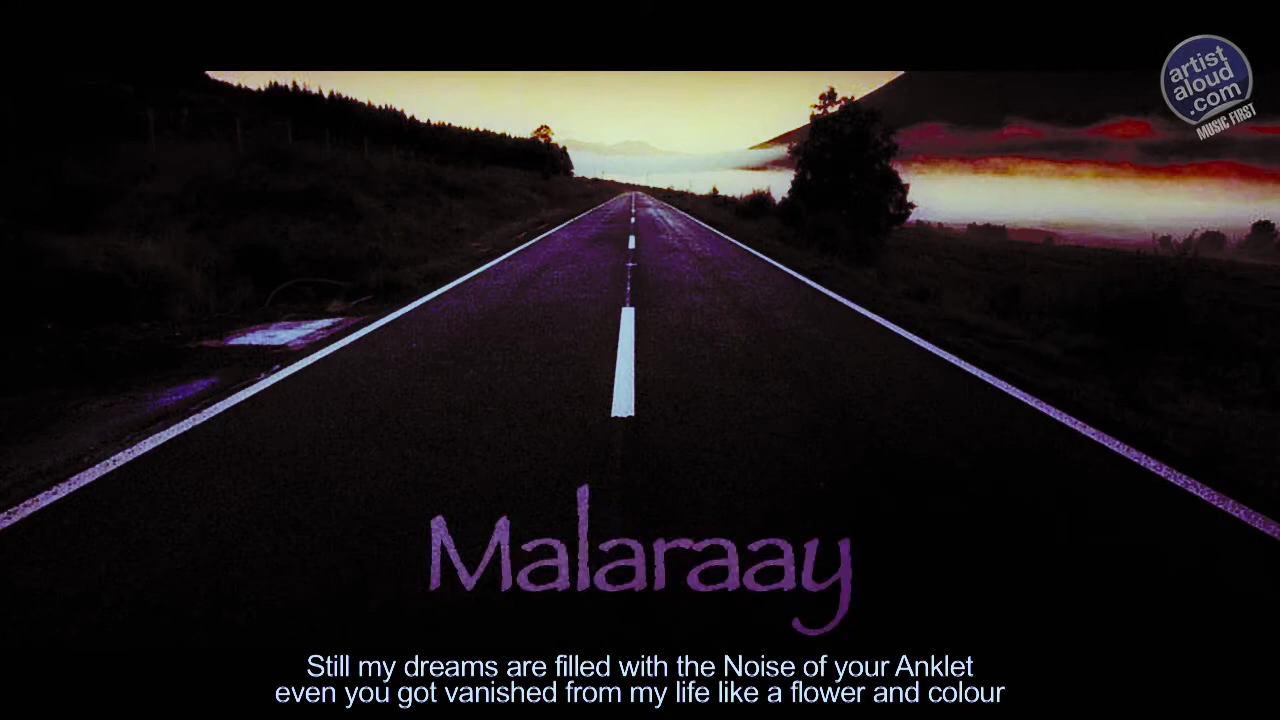 artist
aloud
.com
MUSIC FIRST
Malaraay
Still my dreams are filled with the Noise of your Anklet
even you got vanished from my life like a flower and colour